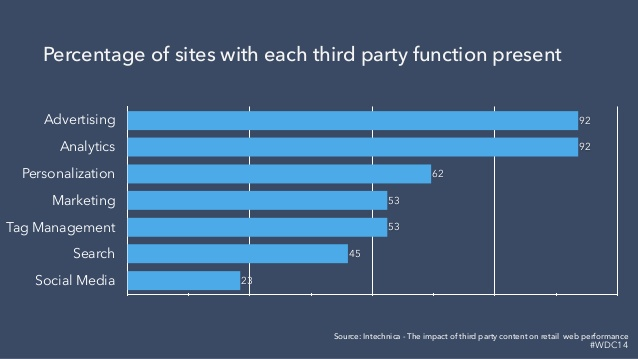 Percentage of sites with each third party function present
Advertising 92
Analytics 92
Personalization 62
Marketing 53
Tag Management 53
Search 45
Social Media 23
Source: Intechnica - The impact of third party content on retail web performance
#WDC14